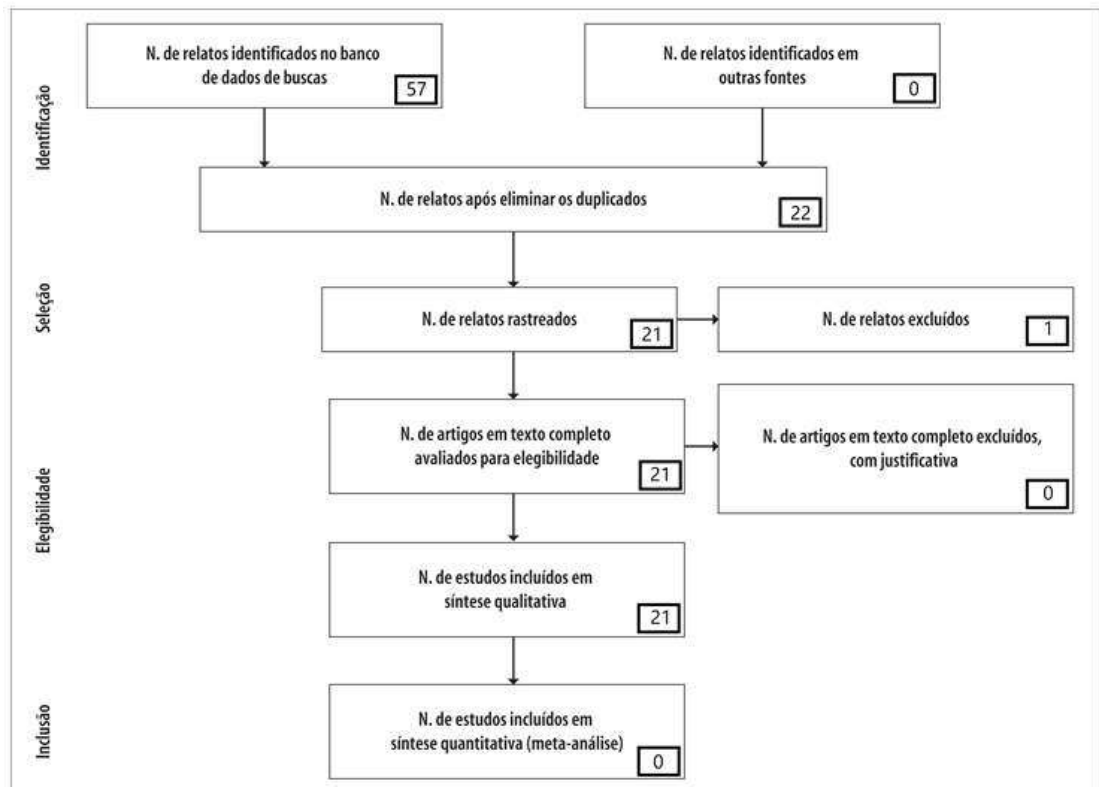 Identificação
N. de relatos identificados no banco
de dados de buscas
57
N. de relatos identificados em
outras fontes
0
N. de relatos após eliminar os duplicados
22
Seleção
N. de relatos rastreados
21
N. de relatos excluídos
1
Elegibilidade
N. de artigos em texto completo
avaliados para elegibilidade
21
N. de artigos em texto completo excluídos,
com justificativa
0
N. de estudos incluídos em
síntese qualitativa
21
Inclusão
N. de estudos incluídos em
síntese quantitativa (meta-análise)
0